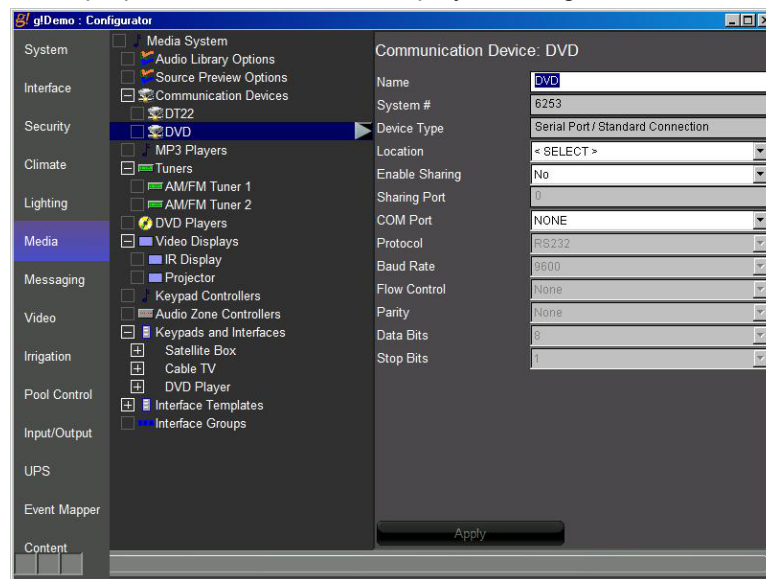 g! g!Demo : Configurator
System
Interface
Security
Climate
Lighting
Media
Messaging
Video
Irrigation
Pool Control
Input/Output
UPS
Event Mapper
Content
Media System
Audio Library Options
Source Preview Options
Communication Devices
DT22
DVD
MP3 Players
Tuners
AM/FM Tuner 1
AM/FM Tuner 2
DVD Players
Video Displays
IR Display
Projector
Keypad Controllers
Audio Zone Controllers
Keypads and Interfaces
Satellite Box
Cable TV
DVD Player
Interface Templates
Interface Groups
Communication Device: DVD
Name DVD
System # 6253
Device Type Serial Port / Standard Connection
Location < SELECT >
Enable Sharing No
Sharing Port 0
COM Port NONE
Protocol RS232
Baud Rate 9600
Flow Control None
Parity None
Data Bits 8
Stop Bits 1
Apply